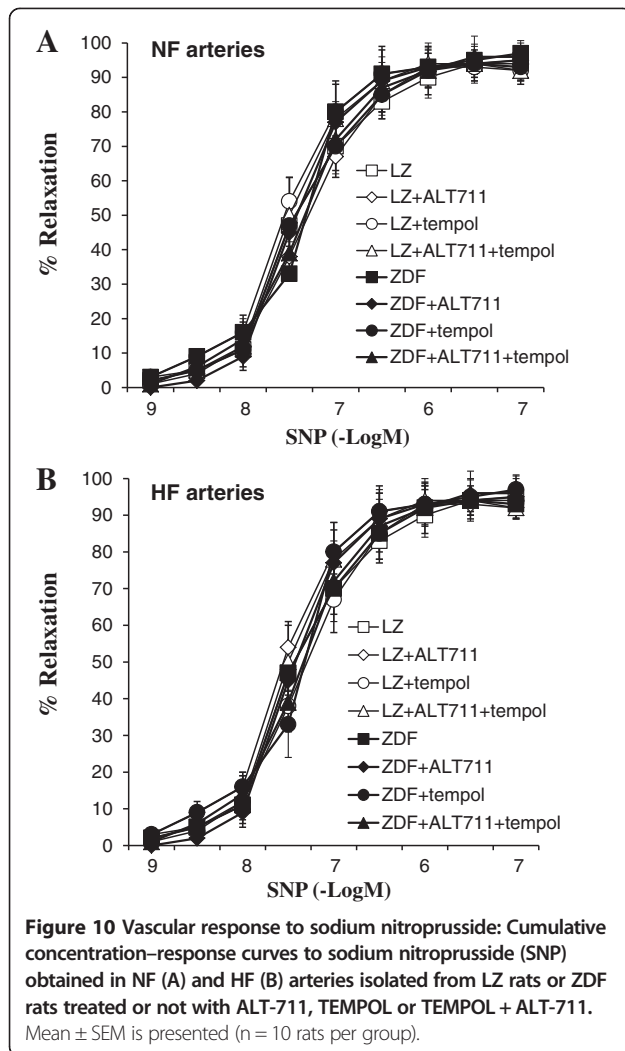 A
NF arteries
100
90
80
70
60
50
40
30
20
10
0
% Relaxation
LZ
LZ+ALT711
LZ+tempol
LZ+ALT711+tempol
ZDF
ZDF+ALT711
ZDF+tempol
ZDF+ALT711+tempol
9 8 7 6 7
SNP (-LogM)
B
HF arteries
100
90
80
70
60
50
40
30
20
10
0
% Relaxation
LZ
LZ+ALT711
LZ+tempol
LZ+ALT711+tempol
ZDF
ZDF+ALT711
ZDF+tempol
ZDF+ALT711+tempol
9 8 7 6 7
SNP (-LogM)
Figure 10 Vascular response to sodium nitroprusside: Cumulative
concentration–response curves to sodium nitroprusside (SNP)
obtained in NF (A) and HF (B) arteries isolated from LZ rats or ZDF
rats treated or not with ALT-711, TEMPOL or TEMPOL + ALT-711.
Mean ± SEM is presented (n = 10 rats per group).